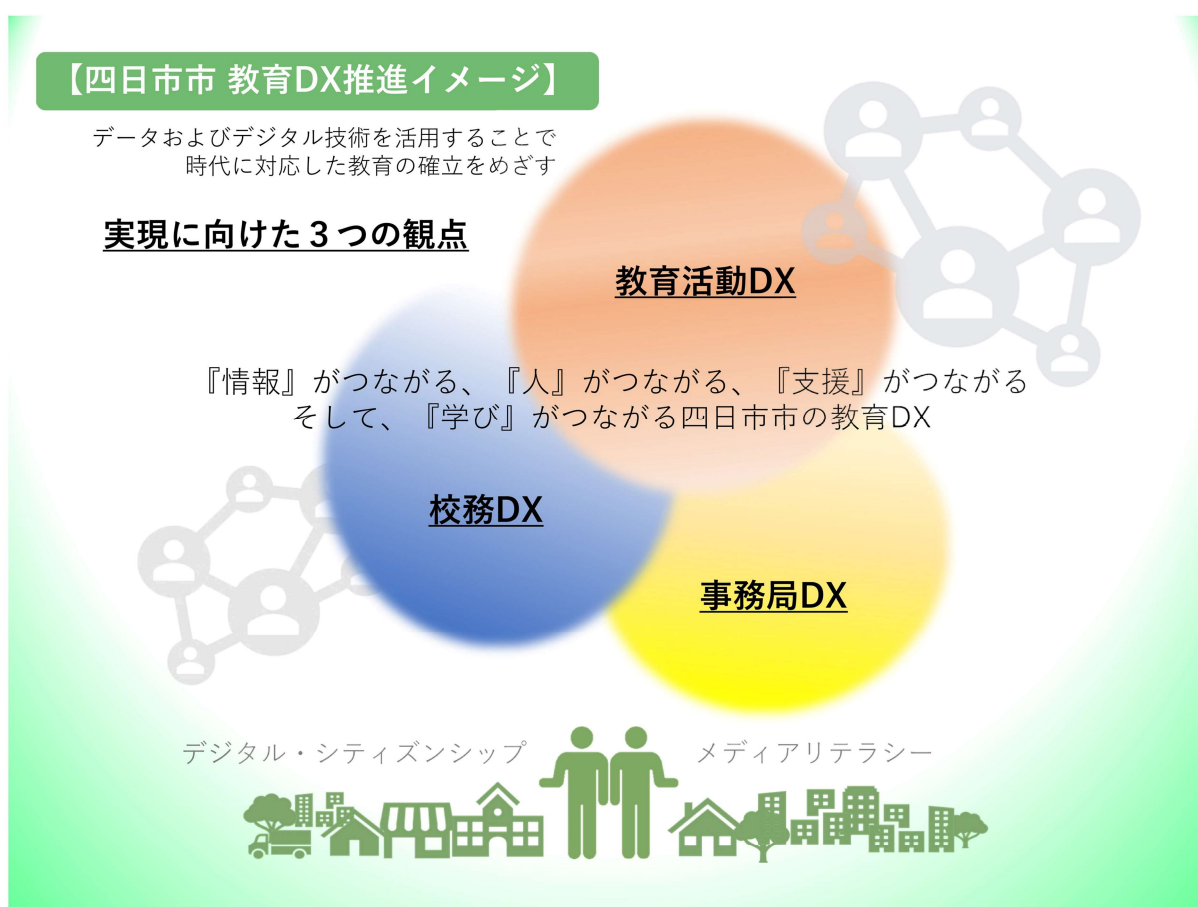 【四日市市 教育DX推進イメージ】
データおよびデジタル技術を活用することで
時代に対応した教育の確立をめざす
実現に向けた３つの観点
教育活動DX
『情報』がつながる、『人』がつながる、『支援』がつながる
そして、『学び』がつながる四日市市の教育DX
校務DX
事務局DX
デジタル・シティズンシップ
メディアリテラシー